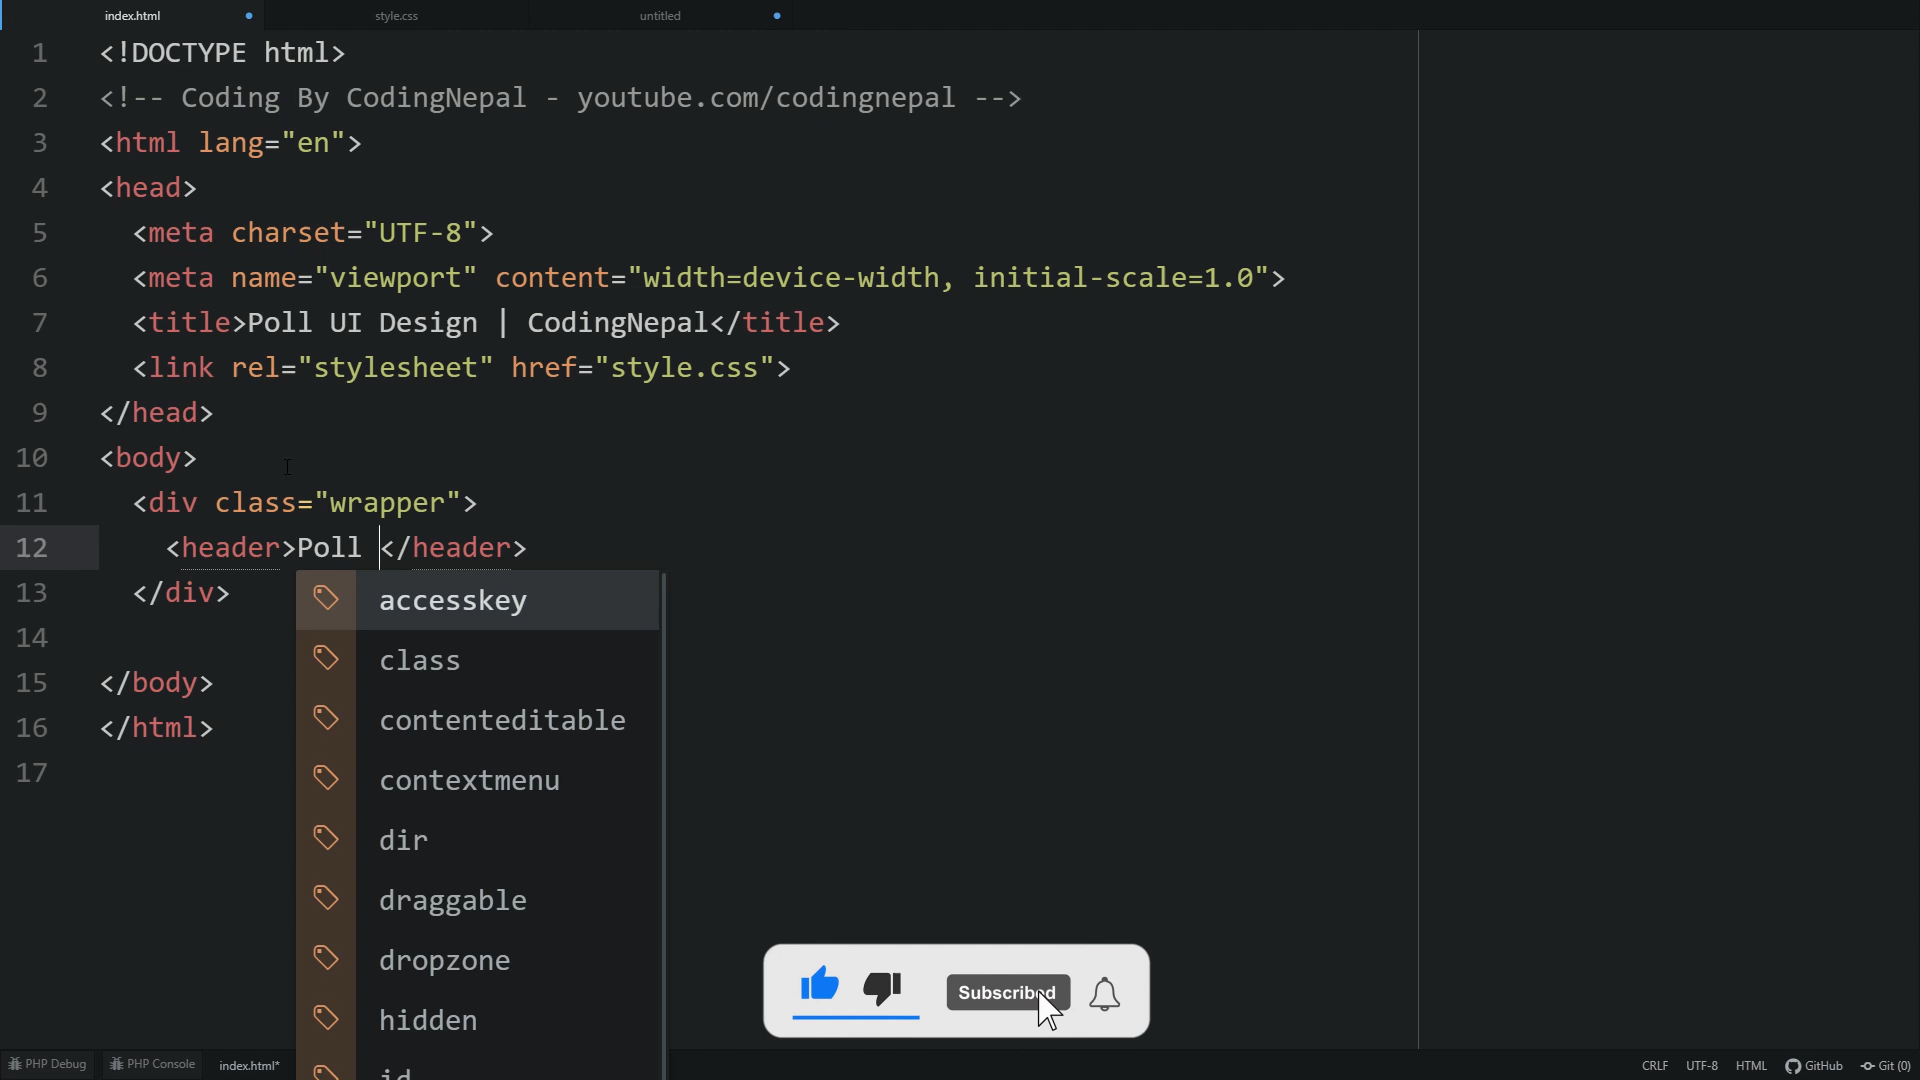 index.html
style.css
untitled
1 <!DOCTYPE html>
2 <!-- Coding By CodingNepal - youtube.com/codingnepal -->
3 <html lang="en">
4 <head>
5 <meta charset="UTF-8">
6 <meta name="viewport" content="width=device-width, initial-scale=1.0">
7 <title>Poll UI Design | CodingNepal</title>
8 <link rel="stylesheet" href="style.css">
9 </head>
10 <body>
11 <div class="wrapper">
12 <header>Poll </header>
13 </div>
14
15 </body>
16 </html>
17
accesskey
class
contenteditable
contextmenu
dir
draggable
dropzone
hidden
id
Subscribed
PHP Debug
PHP Console
index.html*
CRLF
UTF-8
HTML
GitHub
Git (0)